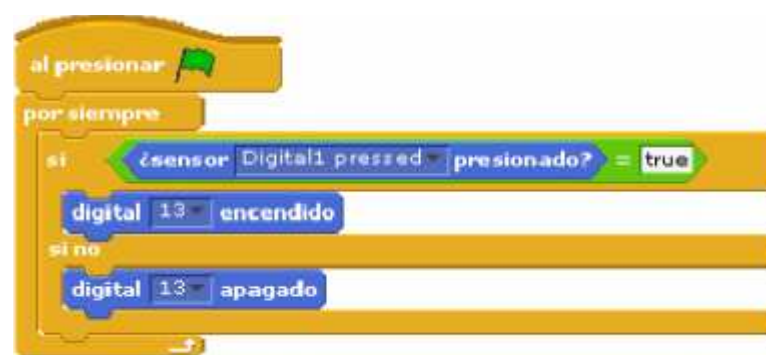 al presionar
por siempre
si ¿sensor Digital1 pressed presionado? = true
digital 13 encendido
si no
digital 13 apagado